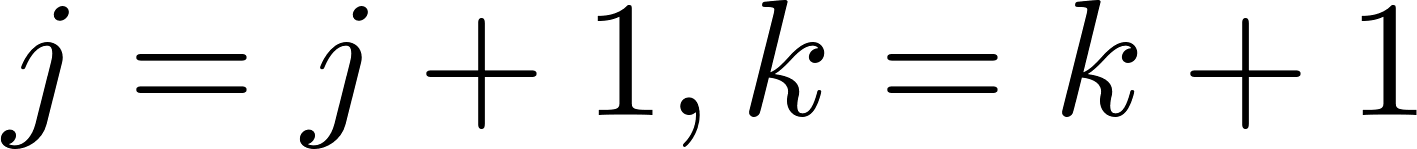 j = j + 1, k = k + 1